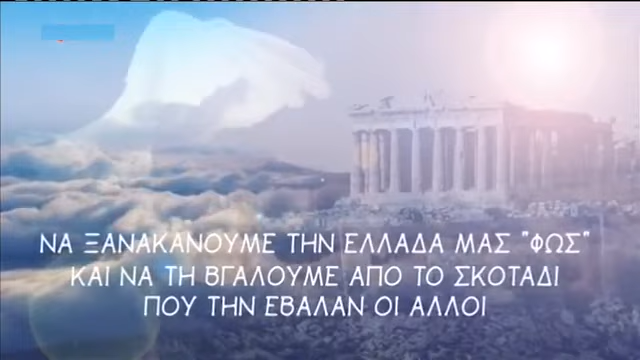 ΝΑ ΞΑΝΑΚΑΝΟΥΜΕ ΤΗΝ ΕΛΛΑΔΑ ΜΑΣ "ΦΩΣ"
ΚΑΙ ΝΑ ΤΗ ΒΓΑΛΟΥΜΕ ΑΠΟ ΤΟ ΣΚΟΤΑΔΙ
ΠΟΥ ΤΗΝ ΕΒΑΛΑΝ ΟΙ ΑΛΛΟΙ